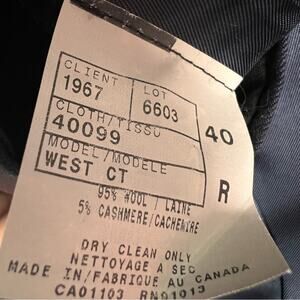 CLIENT LOT
1967 6603
CLOTH/TISSU 40
40099
MODEL/MODELE
WEST CT R
95% WOOL / LAINE
5% CASHMERE/CACHEMIRE
DRY CLEAN ONLY
NETTOYAGE A SEC
MADE IN/FABRIQUE AU CANADA
CA01103 RN91013